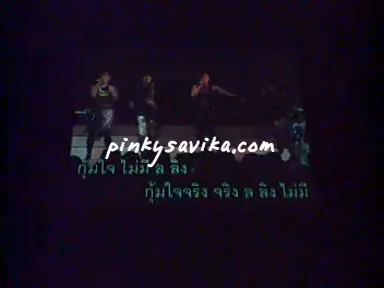 pinkysavika.com
กุ้มใจ ไม่มี ล ลิง
กุ้มใจจริง จริง ล ลิง ไม่มี